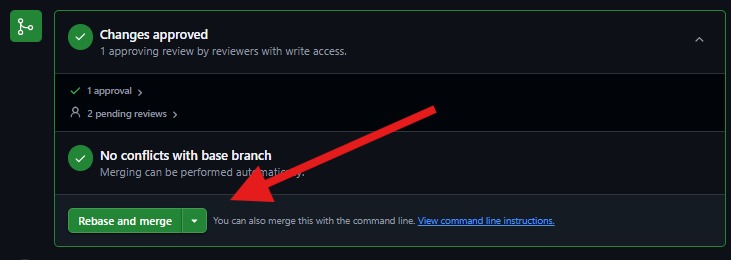 Changes approved
1 approving review by reviewers with write access.
1 approval
2 pending reviews
No conflicts with base branch
Merging can be performed automatically.
Rebase and merge
You can also merge this with the command line. View command line instructions.